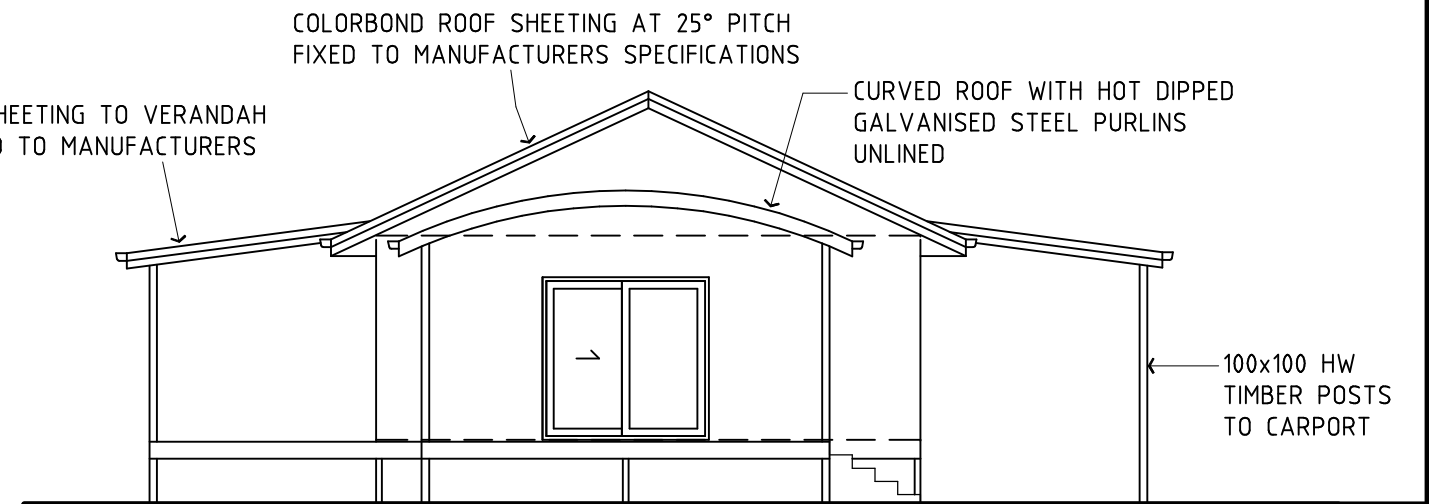 COLORBOND ROOF SHEETING AT 25° PITCH
FIXED TO MANUFACTURERS SPECIFICATIONS
CURVED ROOF WITH HOT DIPPED
GALVANISED STEEL PURLINS
UNLINED
TO VERANDAH
TO MANUFACTURERS
100x100 HW
TIMBER POSTS
TO CARPORT